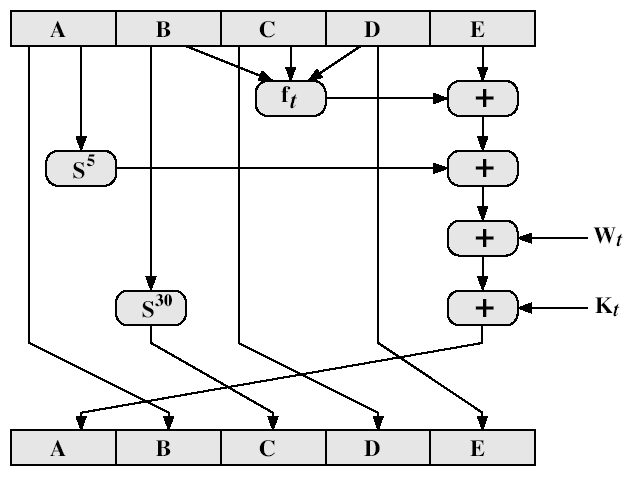 A B C D E
f_t +
S^5 +
+ W_t
S^30 + K_t
A B C D E